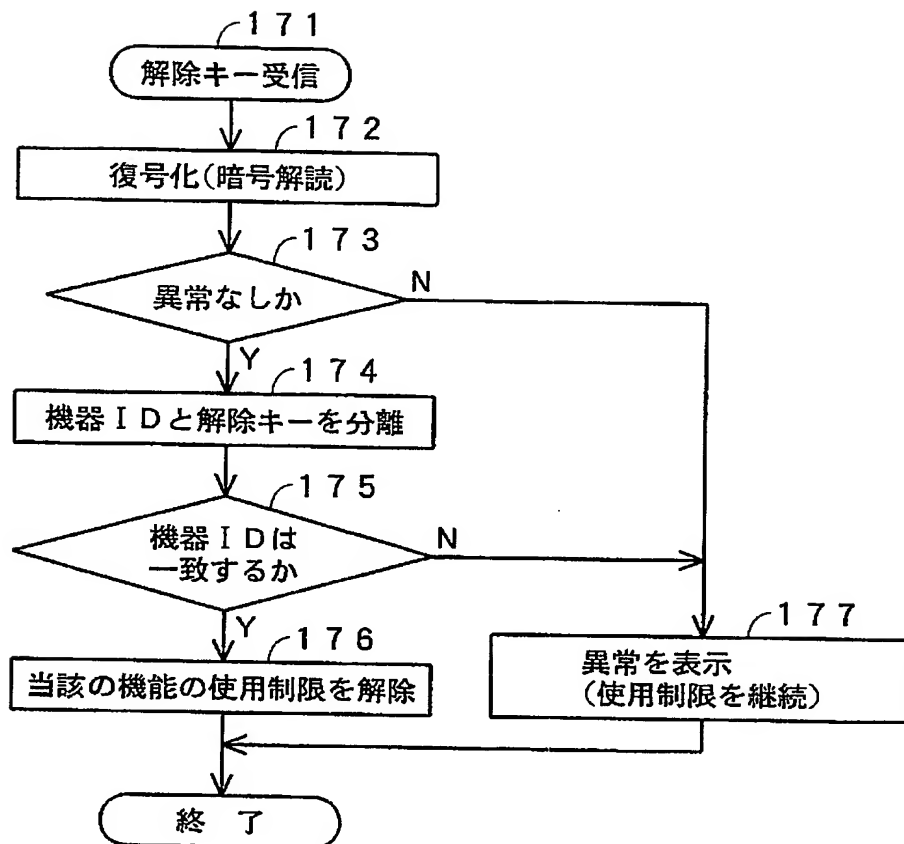 171
解除キー受信
172
復号化(暗号解読)
173
異常なしか
N
Y
174
機器IDと解除キーを分離
175
機器IDは
一致するか
N
Y
176
当該の機能の使用制限を解除
177
異常を表示
(使用制限を継続)
終 了